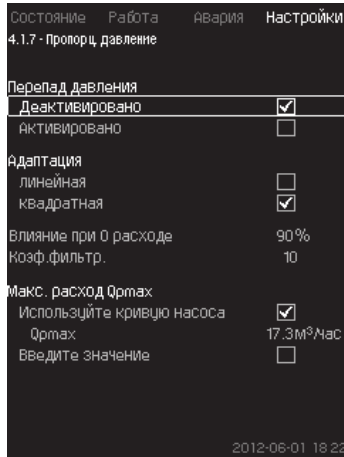 Состояние Работа Авария Настройки
4.1.7 - Пропорц. давление
Перепад давления
Деактивировано
Активировано
Адаптация
линейная
квадратная
Влияние при 0 расходе 90%
Коэф.фильтр. 10
Макс. расход Qpmax
Используйте кривую насоса
Qpmax 17.3м³/час
Введите значение
2012-06-01 18:22